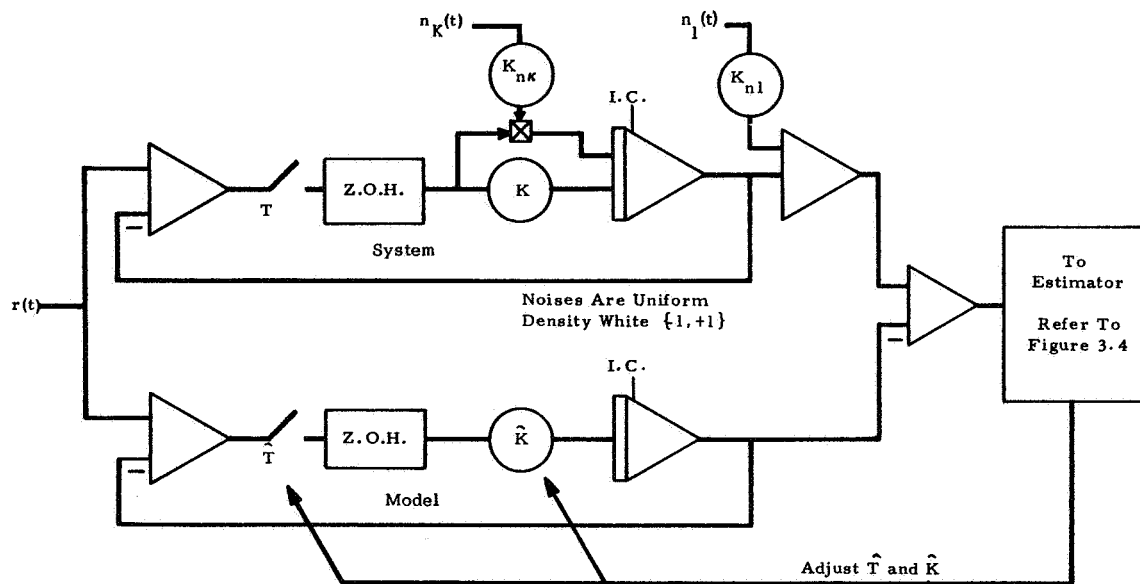 n_K(t)
n_1(t)
K_nκ
K_n1
I.C.
T
Z.O.H.
K
System
r(t)
Noises Are Uniform
Density White {-1,+1}
To
Estimator
Refer To
Figure 3.4
I.C.
T̂
Z.O.H.
K̂
Model
Adjust T̂ and K̂